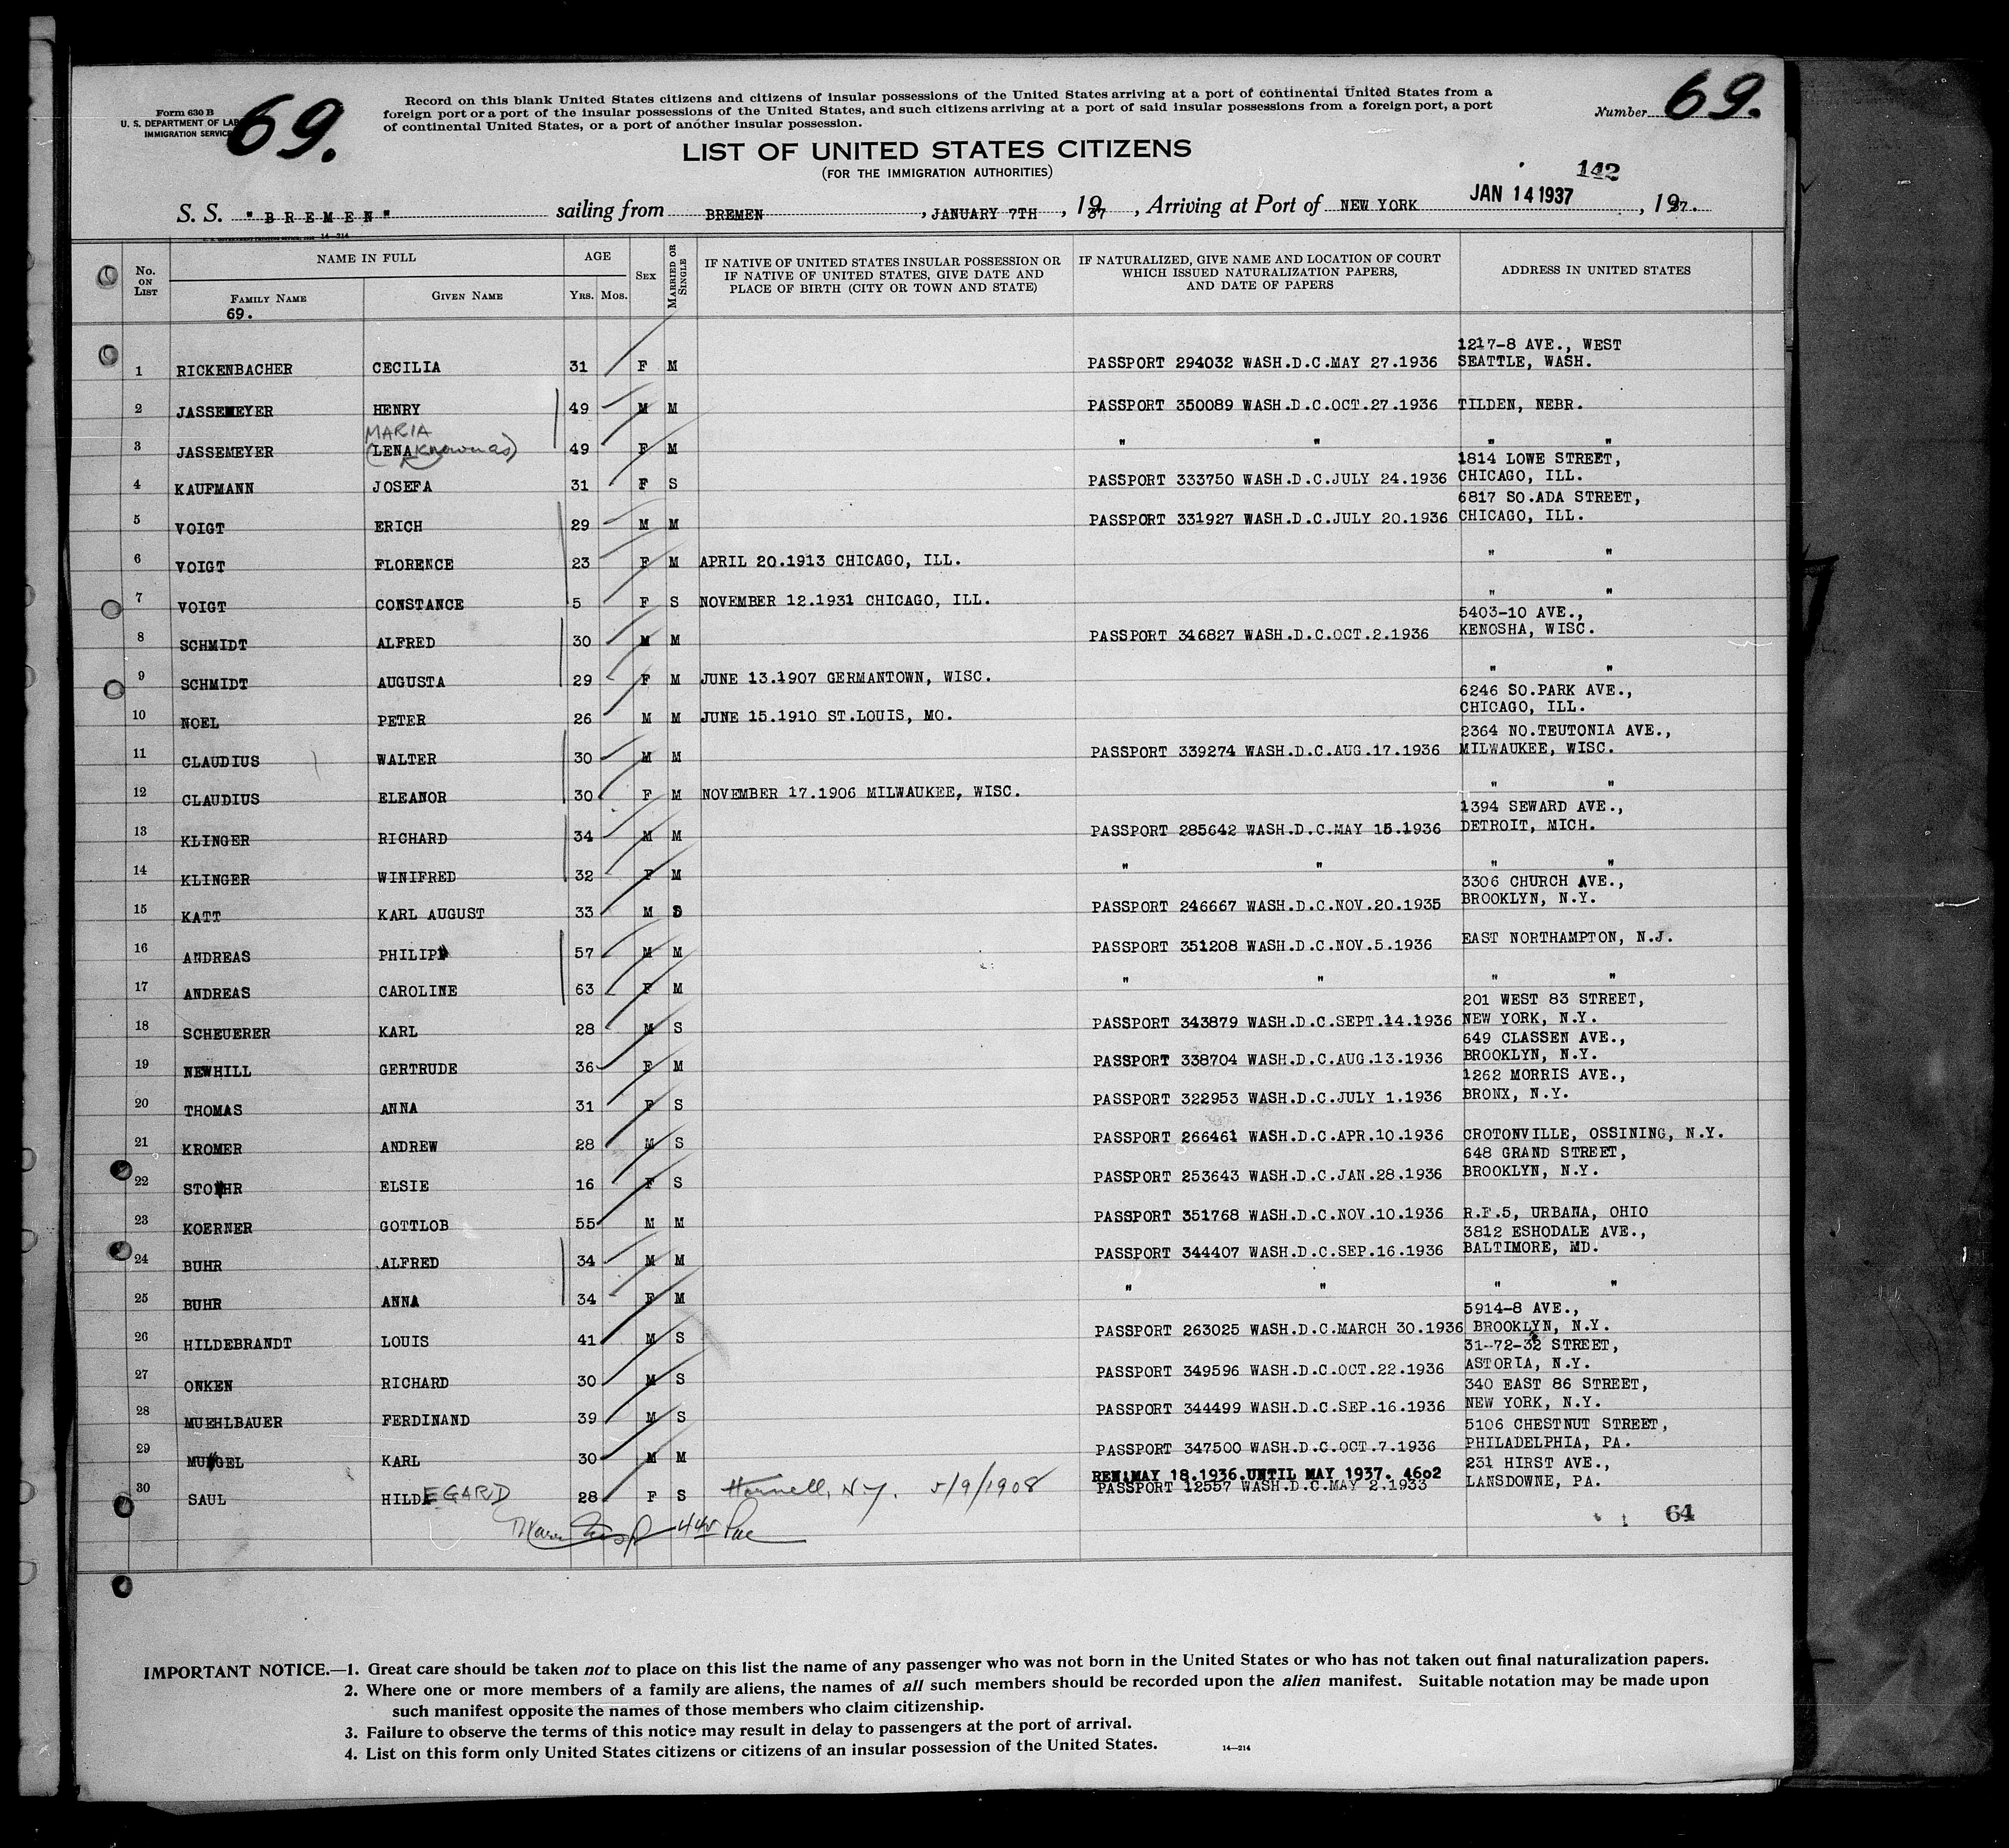 Form 630 B
U. S. DEPARTMENT OF LAB
IMMIGRATION SERVICE
69.
Record on this blank United States citizens and citizens of insular possessions of the United States arriving at a port of continental United States from a
foreign port or a port of the insular possessions of the United States, and such citizens arriving at a port of said insular possessions from a foreign port, a port
of continental United States, or a port of another insular possession.
Number 69.
LIST OF UNITED STATES CITIZENS
(FOR THE IMMIGRATION AUTHORITIES)
142
S. S. "BREMEN" sailing from BREMEN, JANUARY 7TH, 1937, Arriving at Port of NEW YORK JAN 14 1937, 1937.
14-214
No. ON LIST
NAME IN FULL
FAMILY NAME
GIVEN NAME
AGE
YRS. MOS.
SEX
MARRIED OR SINGLE
IF NATIVE OF UNITED STATES INSULAR POSSESSION OR
IF NATIVE OF UNITED STATES, GIVE DATE AND
PLACE OF BIRTH (CITY OR TOWN AND STATE)
IF NATURALIZED, GIVE NAME AND LOCATION OF COURT
WHICH ISSUED NATURALIZATION PAPERS,
AND DATE OF PAPERS
ADDRESS IN UNITED STATES
69.
1217-8 AVE., WEST
1 RICKENBACHER CECILIA 31 F M PASSPORT 294032 WASH.D.C.MAY 27.1936 SEATTLE, WASH.
2 JASSEMEYER HENRY 49 M M PASSPORT 350089 WASH.D.C.OCT.27.1936 TILDEN, NEBR.
MARIA
3 JASSEMEYER (LENA known as) 49 F M " " " "
1814 LOWE STREET,
4 KAUFMANN JOSEFA 31 F S PASSPORT 333750 WASH.D.C.JULY 24.1936 CHICAGO, ILL.
6817 SO.ADA STREET,
5 VOIGT ERICH 29 M M PASSPORT 331927 WASH.D.C.JULY 20.1936 CHICAGO, ILL.
6 VOIGT FLORENCE 23 F M APRIL 20.1913 CHICAGO, ILL. " "
7 VOIGT CONSTANCE 5 F S NOVEMBER 12.1931 CHICAGO, ILL. " "
5403-10 AVE.,
8 SCHMIDT ALFRED 30 M M PASSPORT 346827 WASH.D.C.OCT.2.1936 KENOSHA, WISC.
9 SCHMIDT AUGUSTA 29 F M JUNE 13.1907 GERMANTOWN, WISC. " "
6246 SO.PARK AVE.,
10 NOEL PETER 26 M M JUNE 15.1910 ST.LOUIS, MO. CHICAGO, ILL.
2364 NO.TEUTONIA AVE.,
11 CLAUDIUS WALTER 30 M M PASSPORT 339274 WASH.D.C.AUG.17.1936 MILWAUKEE, WISC.
12 CLAUDIUS ELEANOR 30 F M NOVEMBER 17.1906 MILWAUKEE, WISC. " "
1394 SEWARD AVE.,
13 KLINGER RICHARD 34 M M PASSPORT 285642 WASH.D.C.MAY 15.1936 DETROIT, MICH.
14 KLINGER WINIFRED 32 F M " " " "
3306 CHURCH AVE.,
15 KATT KARL AUGUST 33 M S PASSPORT 246667 WASH.D.C.NOV.20.1935 BROOKLYN, N.Y.
16 ANDREAS PHILIP 57 M M PASSPORT 351208 WASH.D.C.NOV.5.1936 EAST NORTHAMPTON, N.J.
17 ANDREAS CAROLINE 63 F M " " " "
201 WEST 83 STREET,
18 SCHEUERER KARL 28 M S PASSPORT 343879 WASH.D.C.SEPT.14.1936 NEW YORK, N.Y.
649 CLASSEN AVE.,
19 NEWHILL GERTRUDE 36 F M PASSPORT 338704 WASH.D.C.AUG.13.1936 BROOKLYN, N.Y.
1262 MORRIS AVE.,
20 THOMAS ANNA 31 F S PASSPORT 322953 WASH.D.C.JULY 1.1936 BRONX, N.Y.
21 KROMER ANDREW 28 M S PASSPORT 266461 WASH.D.C.APR.10.1936 CROTONVILLE, OSSINING, N.Y.
648 GRAND STREET,
22 STOHR ELSIE 16 F S PASSPORT 253643 WASH.D.C.JAN.28.1936 BROOKLYN, N.Y.
23 KOERNER GOTTLOB 55 M M PASSPORT 351768 WASH.D.C.NOV.10.1936 R.F.5, URBANA, OHIO
3812 ESHODALE AVE.,
24 BUHR ALFRED 34 M M PASSPORT 344407 WASH.D.C.SEP.16.1936 BALTIMORE, MD.
25 BUHR ANNA 34 F M " " " "
5914-8 AVE.,
26 HILDEBRANDT LOUIS 41 M S PASSPORT 263025 WASH.D.C.MARCH 30.1936 BROOKLYN, N.Y.
31-72-32 STREET,
27 ONKEN RICHARD 30 M S PASSPORT 349596 WASH.D.C.OCT.22.1936 ASTORIA, N.Y.
340 EAST 86 STREET,
28 MUEHLBAUER FERDINAND 39 M S PASSPORT 344499 WASH.D.C.SEP.16.1936 NEW YORK, N.Y.
5106 CHESTNUT STREET,
29 KARL 30 M M PASSPORT 347500 WASH.D.C.OCT.7.1936 PHILADELPHIA, PA.
REN:MAY 18.1936.UNTIL MAY 1937. 4602 231 HIRST AVE.,
30 SAUL HILDEGARD 28 F S Hornell, N.Y. 5/9/1908 PASSPORT 12557 WASH.D.C.MAY 2.1933 LANSDOWNE, PA.
64
IMPORTANT NOTICE.—1. Great care should be taken not to place on this list the name of any passenger who was not born in the United States or who has not taken out final naturalization papers.
2. Where one or more members of a family are aliens, the names of all such members should be recorded upon the alien manifest. Suitable notation may be made upon
such manifest opposite the names of those members who claim citizenship.
3. Failure to observe the terms of this notice may result in delay to passengers at the port of arrival.
4. List on this form only United States citizens or citizens of an insular possession of the United States.
14—214